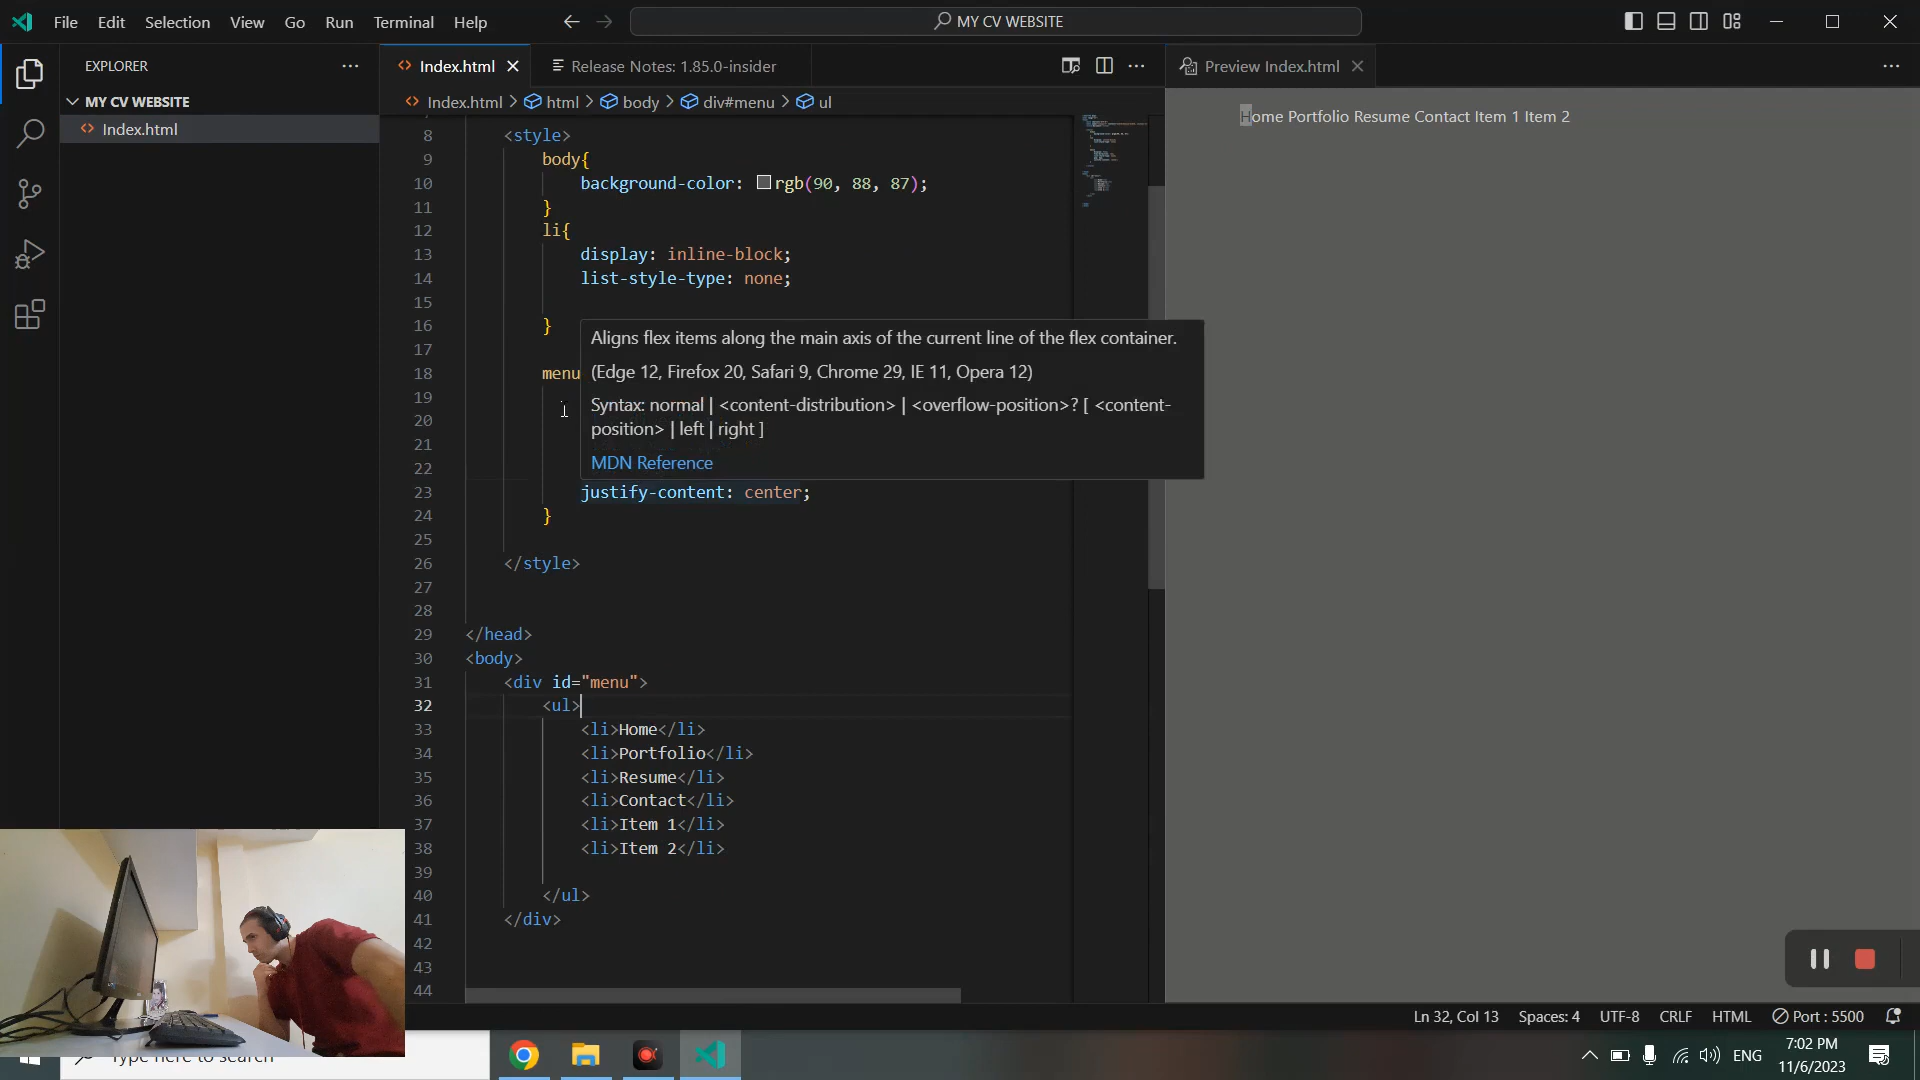 File Edit Selection View Go Run Terminal Help
MY CV WEBSITE
EXPLORER
Index.html
Release Notes: 1.85.0-insider
Preview Index.html
MY CV WEBSITE
Index.html
Index.html > html > body > div#menu > ul
Home Portfolio Resume Contact Item 1 Item 2
8 <style>
9 body{
10 background-color: rgb(90, 88, 87);
11 }
12 li{
13 display: inline-block;
14 list-style-type: none;
15
16 }
17
18 menu
19
20
21
22
Aligns flex items along the main axis of the current line of the flex container.
(Edge 12, Firefox 20, Safari 9, Chrome 29, IE 11, Opera 12)
Syntax: normal | <content-distribution> | <overflow-position>? [ <content-
position> | left | right ]
MDN Reference
23 justify-content: center;
24 }
25
26 </style>
27
28
29 </head>
30 <body>
31 <div id="menu">
32 <ul>
33 <li>Home</li>
34 <li>Portfolio</li>
35 <li>Resume</li>
36 <li>Contact</li>
37 <li>Item 1</li>
38 <li>Item 2</li>
39
40 </ul>
41 </div>
42
43
44
Ln 32, Col 13 Spaces: 4 UTF-8 CRLF HTML Port : 5500
Type here to search
ENG
7:02 PM
11/6/2023